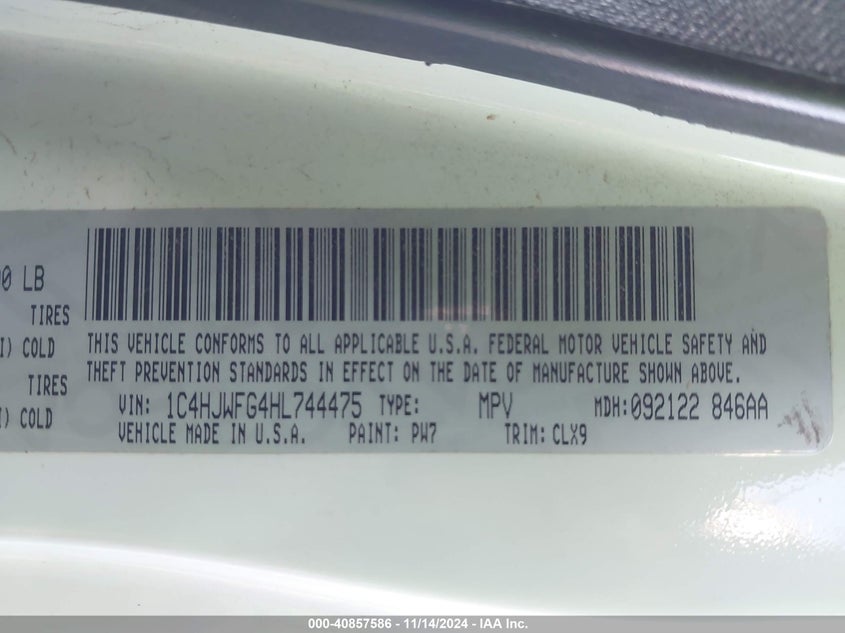 00 LB
TIRES
I) COLD
TIRES
I) COLD
THIS VEHICLE CONFORMS TO ALL APPLICABLE U.S.A. FEDERAL MOTOR VEHICLE SAFETY AND
THEFT PREVENTION STANDARDS IN EFFECT ON THE DATE OF MANUFACTURE SHOWN ABOVE.
VIN: 1C4HJWFG4HL744475 TYPE: MPV MDH:092122 846AA
VEHICLE MADE IN U.S.A. PAINT: PW7 TRIM: CLX9
000-40857586 - 11/14/2024 - IAA Inc.